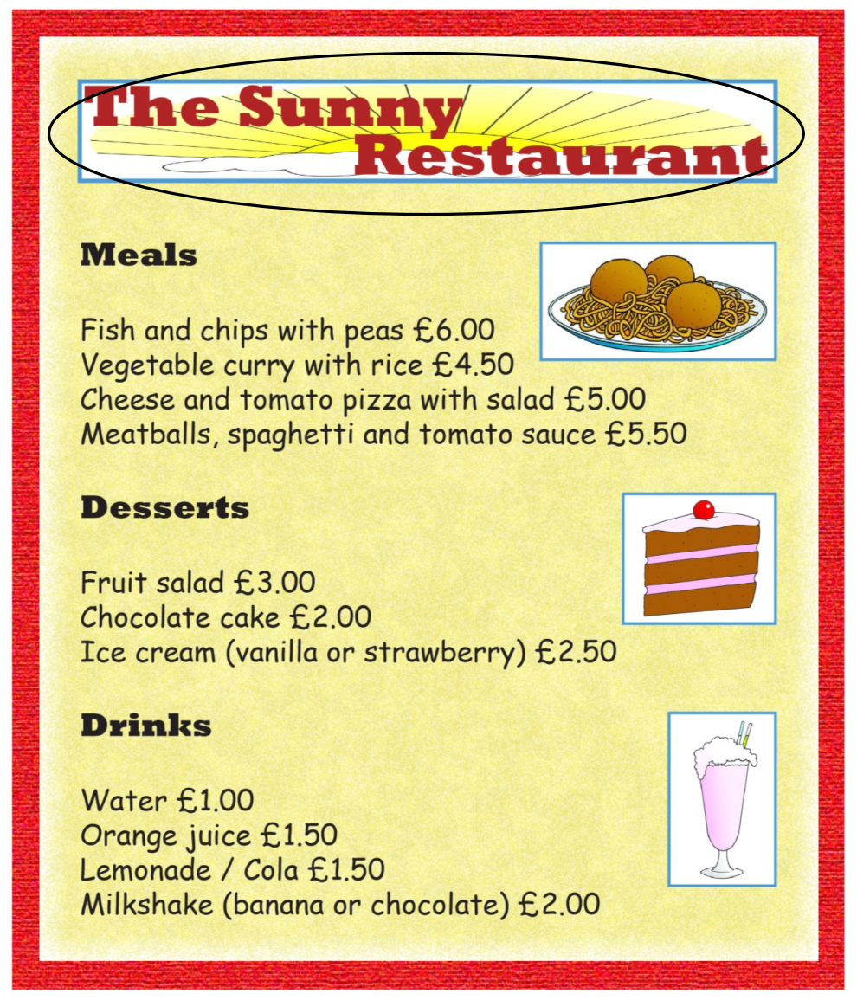 The Sunny
Restaurant
Meals
Fish and chips with peas £6.00
Vegetable curry with rice £4.50
Cheese and tomato pizza with salad £5.00
Meatballs, spaghetti and tomato sauce £5.50
Desserts
Fruit salad £3.00
Chocolate cake £2.00
Ice cream (vanilla or strawberry) £2.50
Drinks
Water £1.00
Orange juice £1.50
Lemonade / Cola £1.50
Milkshake (banana or chocolate) £2.00